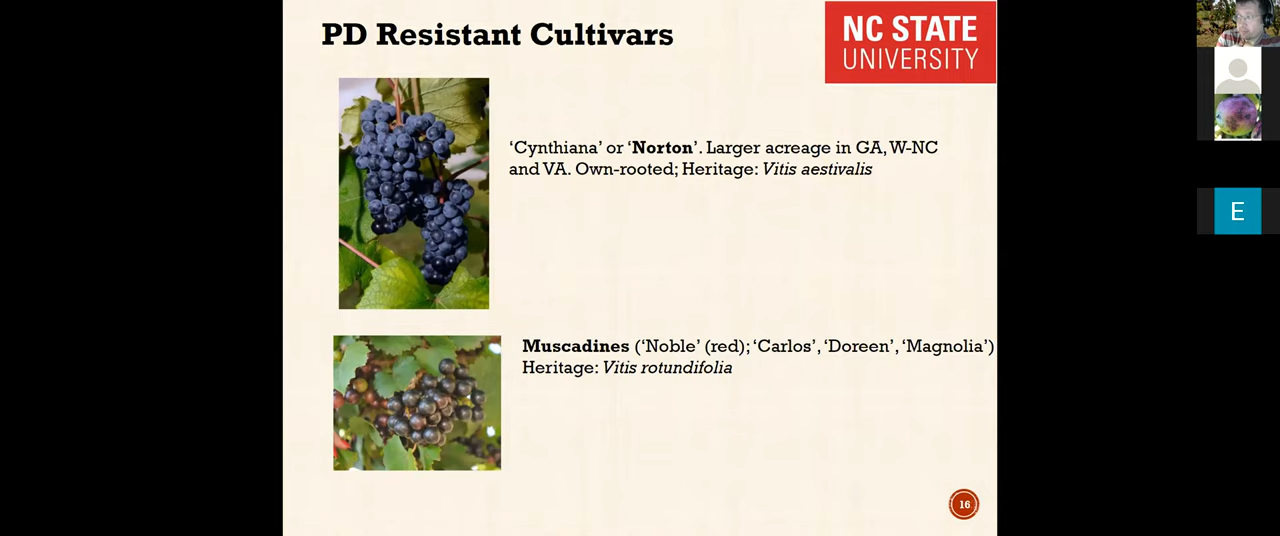 PD Resistant Cultivars
NC STATE
UNIVERSITY
‘Cynthiana’ or ‘Norton’. Larger acreage in GA, W-NC
and VA. Own-rooted; Heritage: Vitis aestivalis
Muscadines (‘Noble’ (red); ‘Carlos’, ‘Doreen’, ‘Magnolia’)
Heritage: Vitis rotundifolia
16
E